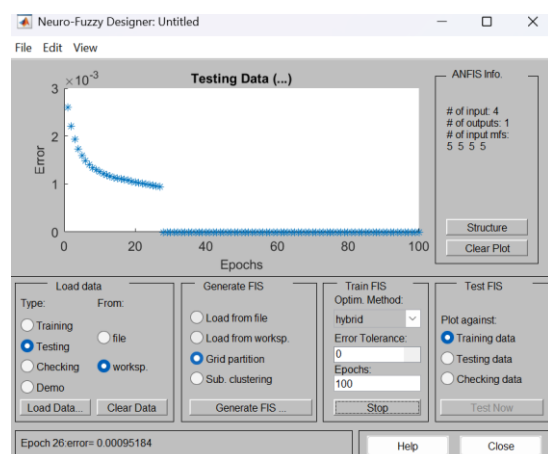 Neuro-Fuzzy Designer: Untitled
File Edit View
×10^-3
Testing Data (...)
3
2
1
0
Error
0 20 40 60 80 100
Epochs
ANFIS Info.
# of input: 4
# of outputs: 1
# of input mfs:
5 5 5 5
Structure
Clear Plot
Load data
Type: From:
Training
Testing
Checking
Demo
file
worksp.
Load Data... Clear Data
Generate FIS
Load from file
Load from worksp.
Grid partition
Sub. clustering
Generate FIS ...
Train FIS
Optim. Method:
hybrid
Error Tolerance:
0
Epochs:
100
Stop
Test FIS
Plot against:
Training data
Testing data
Checking data
Test Now
Epoch 26:error= 0.00095184
Help Close